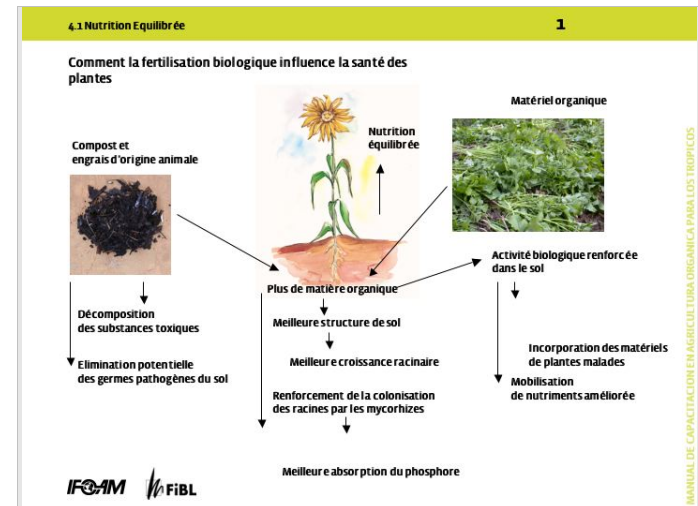 4.1 Nutrition Equilibrée
1
Comment la fertilisation biologique influence la santé des
plantes
Matériel organique
Nutrition
équilibrée
Compost et
engrais d'origine animale
Activité biologique renforcée
dans le sol
Plus de matière organique
Décomposition
des substances toxiques
Meilleure structure de sol
Incorporation des matériels
de plantes malades
Meilleure croissance racinaire
Elimination potentielle
des germes pathogènes du sol
Mobilisation
de nutriments améliorée
Renforcement de la colonisation
des racines par les mycorhizes
Meilleure absorption du phosphore
IFOAM
FiBL
MANUAL DE CAPACITACION EN AGRICULTURA ORGANICA PARA LOS TROPICOS